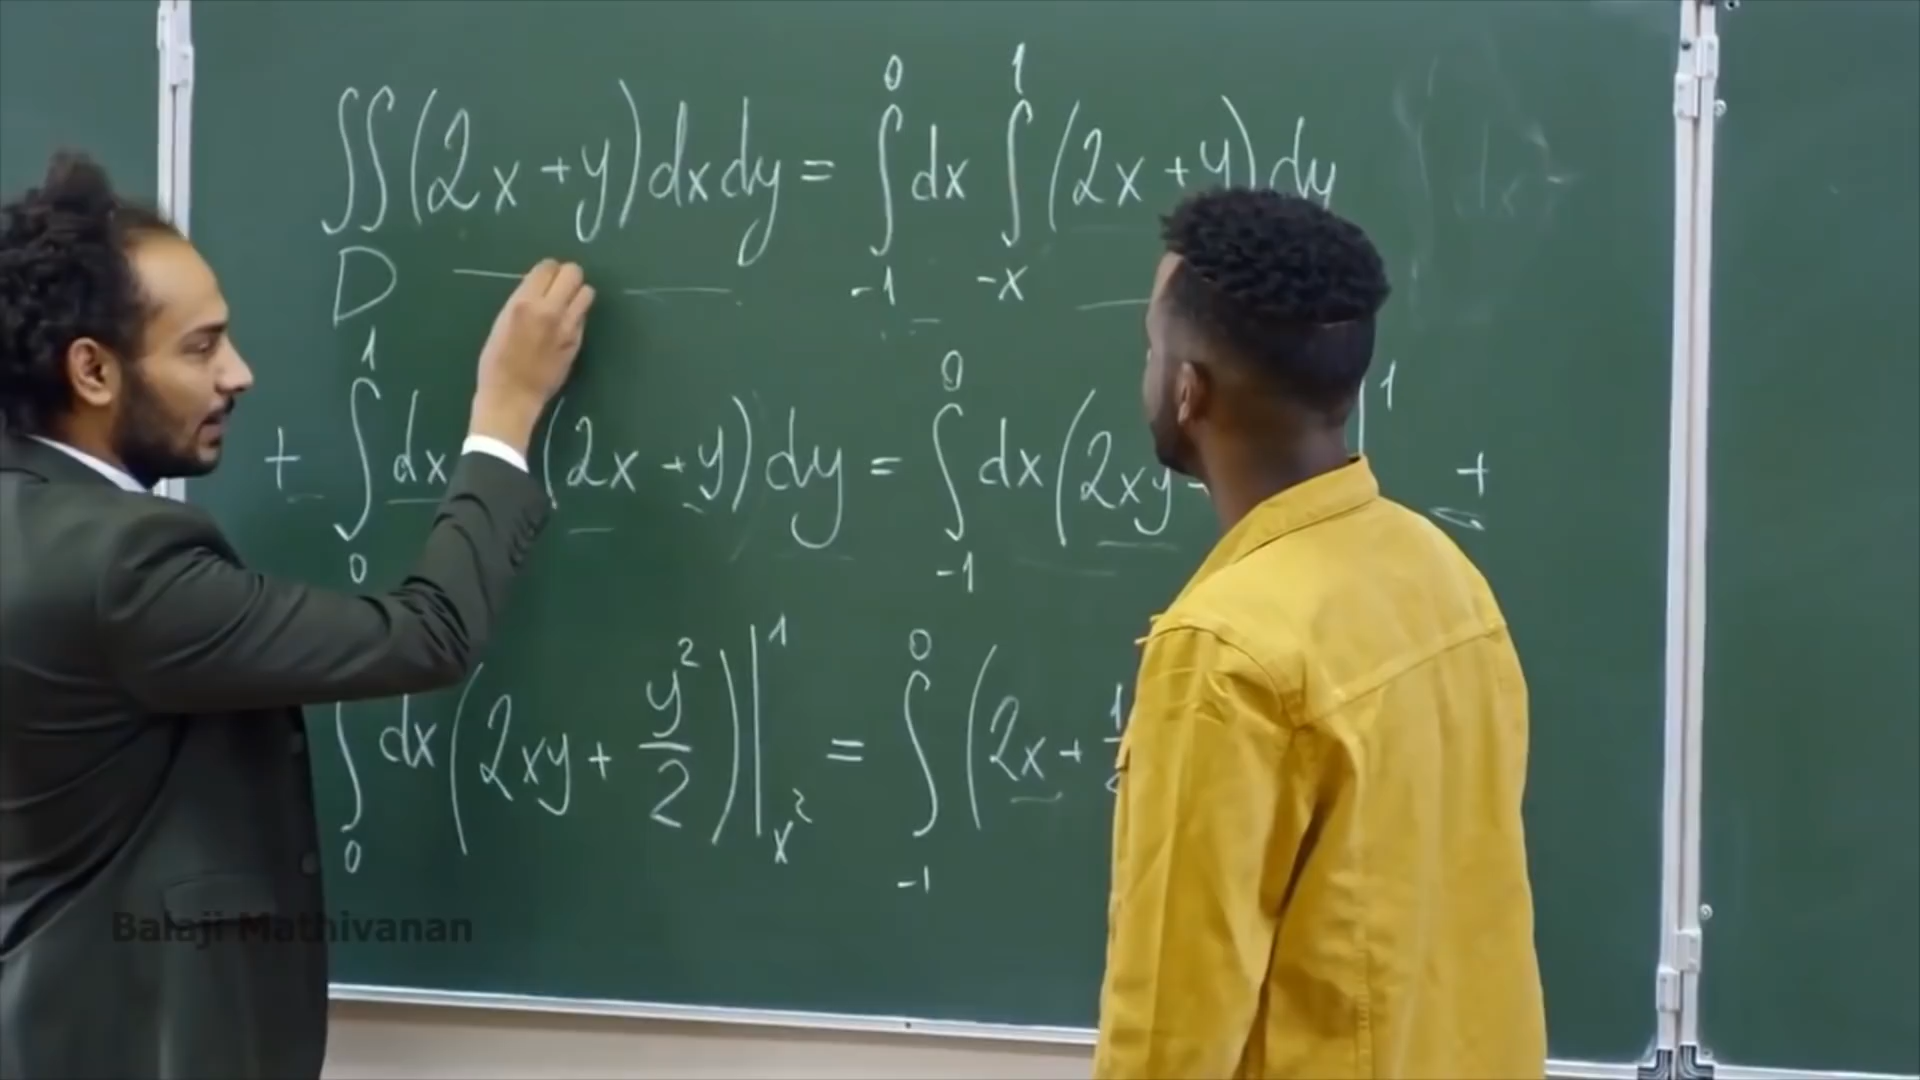 ∬(2x+y)dxdy = ∫dx∫(2x+y)dy
D
0 1
-1 -x
+ ∫dx (2x+y)dy = ∫dx(2xy |¹ +
1 0
0 -1
∫dx(2xy + y²/2)|¹ₓ² = ∫(2x +
0 0
-1
Balaji Mathivanan